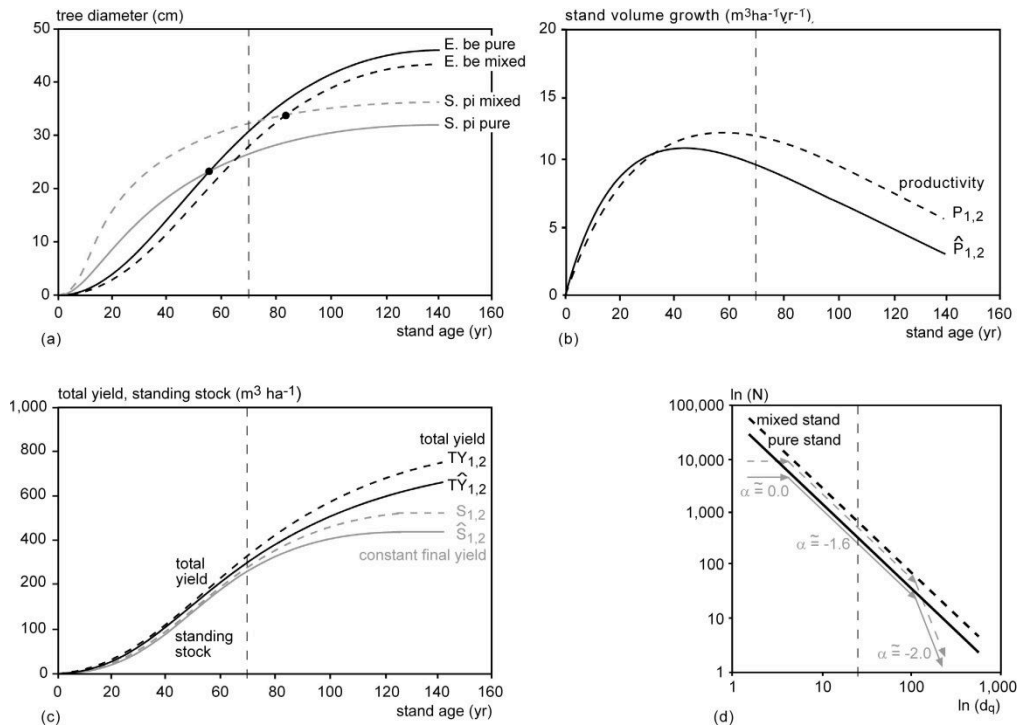 tree diameter (cm)
50
40
30
20
10
0
E. be pure
E. be mixed
S. pi mixed
S. pi pure
0 20 40 60 80 100 120 140 160
stand age (yr)
(a)
stand volume growth (m³ha⁻¹yr⁻¹)
20
15
10
5
0
productivity
P1,2
P̂1,2
0 20 40 60 80 100 120 140 160
stand age (yr)
(b)
total yield, standing stock (m³ ha⁻¹)
1,000
800
600
400
200
100
0
total yield
TY1,2
T̂Y1,2
S1,2
Ŝ1,2
constant final yield
total
yield
standing
stock
0 20 40 60 80 100 120 140 160
stand age (yr)
(c)
ln (N)
100,000
10,000
1,000
100
10
1
mixed stand
pure stand
α ≅ 0.0
α ≅ -1.6
α ≅ -2.0
1 10 100 1,000
ln (dq)
(d)